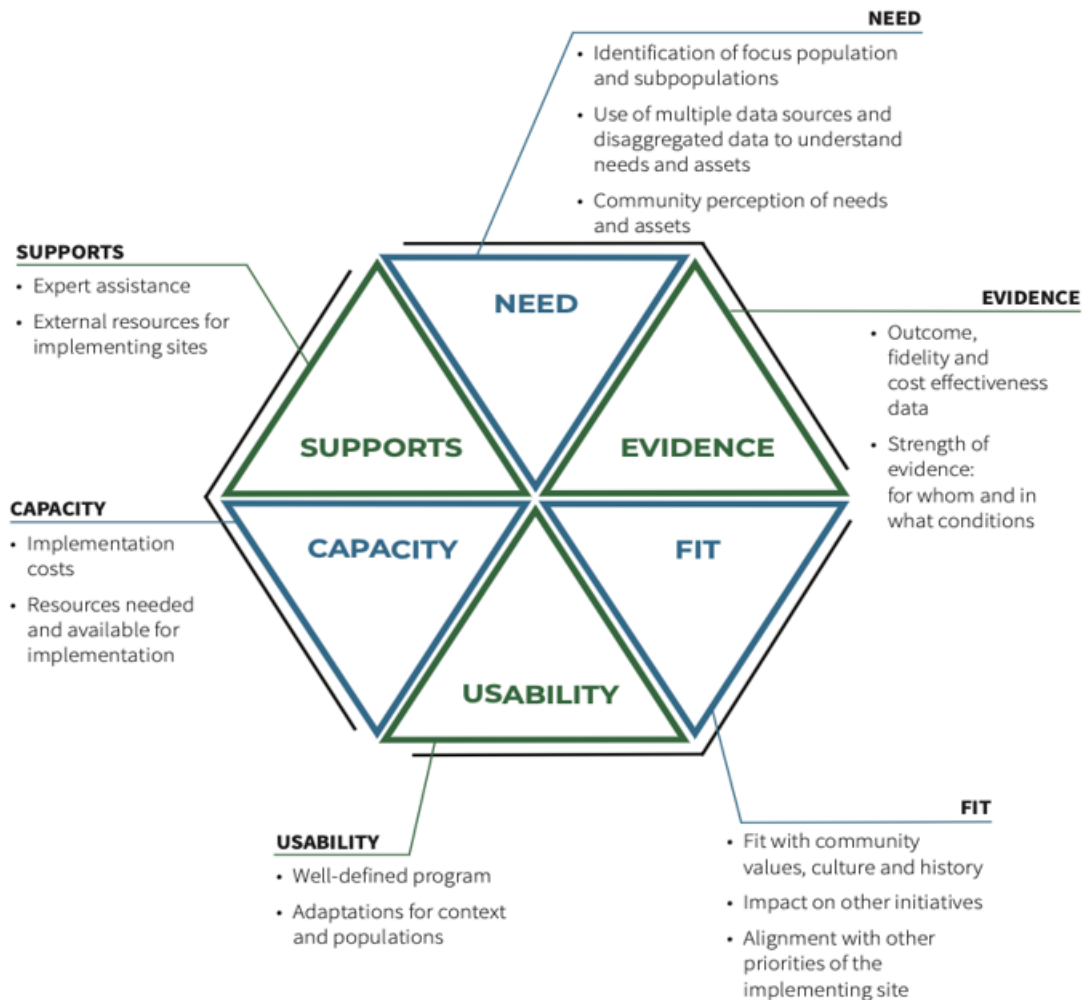 NEED
• Identification of focus population
and subpopulations
• Use of multiple data sources and
disaggregated data to understand
needs and assets
• Community perception of needs
and assets
SUPPORTS
• Expert assistance
• External resources for
implementing sites
EVIDENCE
• Outcome,
fidelity and
cost effectiveness
data
• Strength of
evidence:
for whom and in
what conditions
NEED
SUPPORTS
EVIDENCE
CAPACITY
FIT
USABILITY
CAPACITY
• Implementation
costs
• Resources needed
and available for
implementation
USABILITY
• Well-defined program
• Adaptations for context
and populations
FIT
• Fit with community
values, culture and history
• Impact on other initiatives
• Alignment with other
priorities of the
implementing site